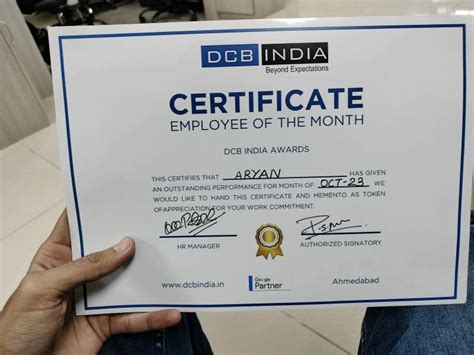 DCB INDIA
Beyond Expectations
CERTIFICATE
EMPLOYEE OF THE MONTH
DCB INDIA AWARDS
THIS CERTIFIES THAT ARYAN HAS GIVEN
AN OUTSTANDING PERFORMANCE FOR MONTH OF OCT-23 WE
WOULD LIKE TO HAND THIS CERTIFICATE AND MEMENTO AS TOKEN
OFAPPRECIATION FOR YOUR WORK COMMITMENT.
HR MANAGER
AUTHORIZED SIGNATORY
www.dcbindia.in
Google
Partner
Ahmedabad